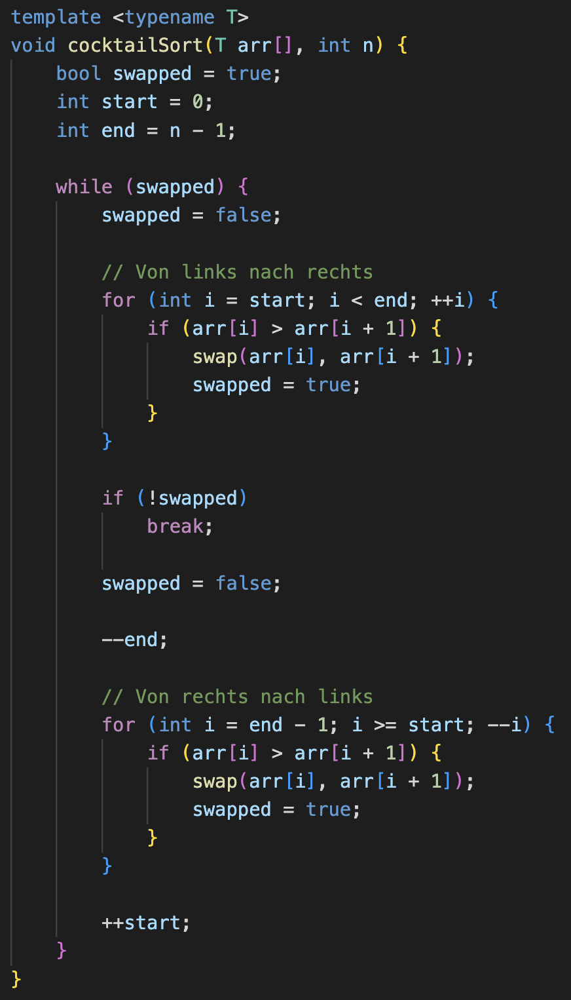 template <typename T>
void cocktailSort(T arr[], int n) {
    bool swapped = true;
    int start = 0;
    int end = n - 1;

    while (swapped) {
        swapped = false;

        // Von links nach rechts
        for (int i = start; i < end; ++i) {
            if (arr[i] > arr[i + 1]) {
                swap(arr[i], arr[i + 1]);
                swapped = true;
            }
        }

        if (!swapped)
            break;

        swapped = false;

        --end;

        // Von rechts nach links
        for (int i = end - 1; i >= start; --i) {
            if (arr[i] > arr[i + 1]) {
                swap(arr[i], arr[i + 1]);
                swapped = true;
            }
        }

        ++start;
    }
}